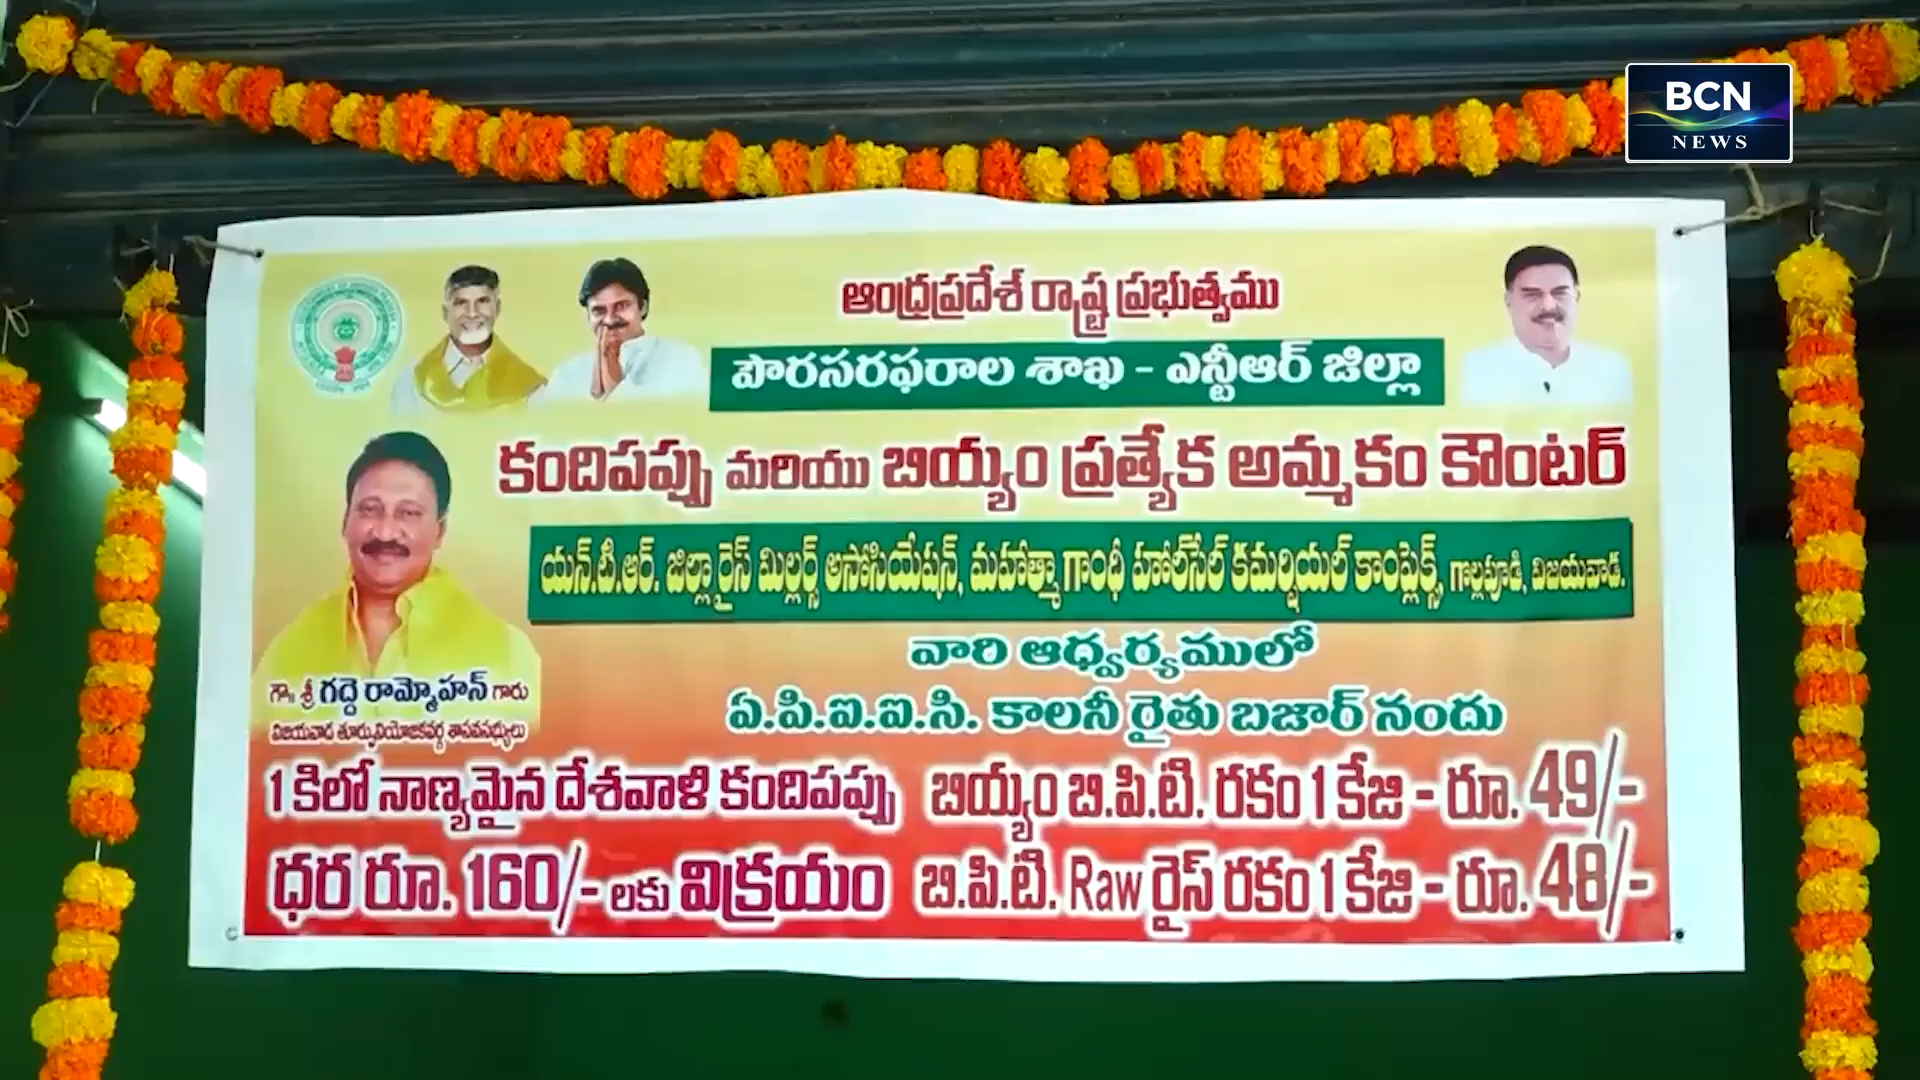 BCN
NEWS
ఆంధ్రప్రదేశ్ రాష్ట్ర ప్రభుత్వము
పౌరసరఫరాల శాఖ - ఎన్టీఆర్ జిల్లా
కందిపప్పు మరియు బియ్యం ప్రత్యేక అమ్మకం కౌంటర్
యన్.టి.ఆర్. జిల్లా రైస్ మిల్లర్స్ అసోసియేషన్, మహాత్మా గాంధీ హోల్‌సేల్ కమర్షియల్ కాంప్లెక్స్, గొల్లపూడి, విజయవాడ.
వారి ఆధ్వర్యములో
ఏ.పి.ఐ.ఐ.సి. కాలనీ రైతు బజార్ నందు
గౌ॥ శ్రీ గద్దె రామ్మోహన్ గారు
విజయవాడ తూర్పు నియోజకవర్గ శాసనసభ్యులు
1 కిలో నాణ్యమైన దేశవాళి కందిపప్పు
ధర రూ. 160/- లకు విక్రయం
బియ్యం బి.పి.టి. రకం 1 కేజి - రూ. 49/-
బి.పి.టి. Raw రైస్ రకం 1 కేజి - రూ. 48/-